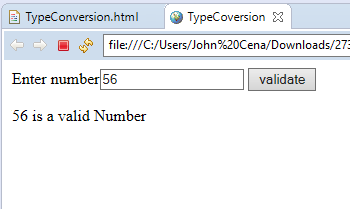 TypeConversion.html TypeCoversion
file:///C:/Users/John%20Cena/Downloads/273
Enter number 56 validate
56 is a valid Number